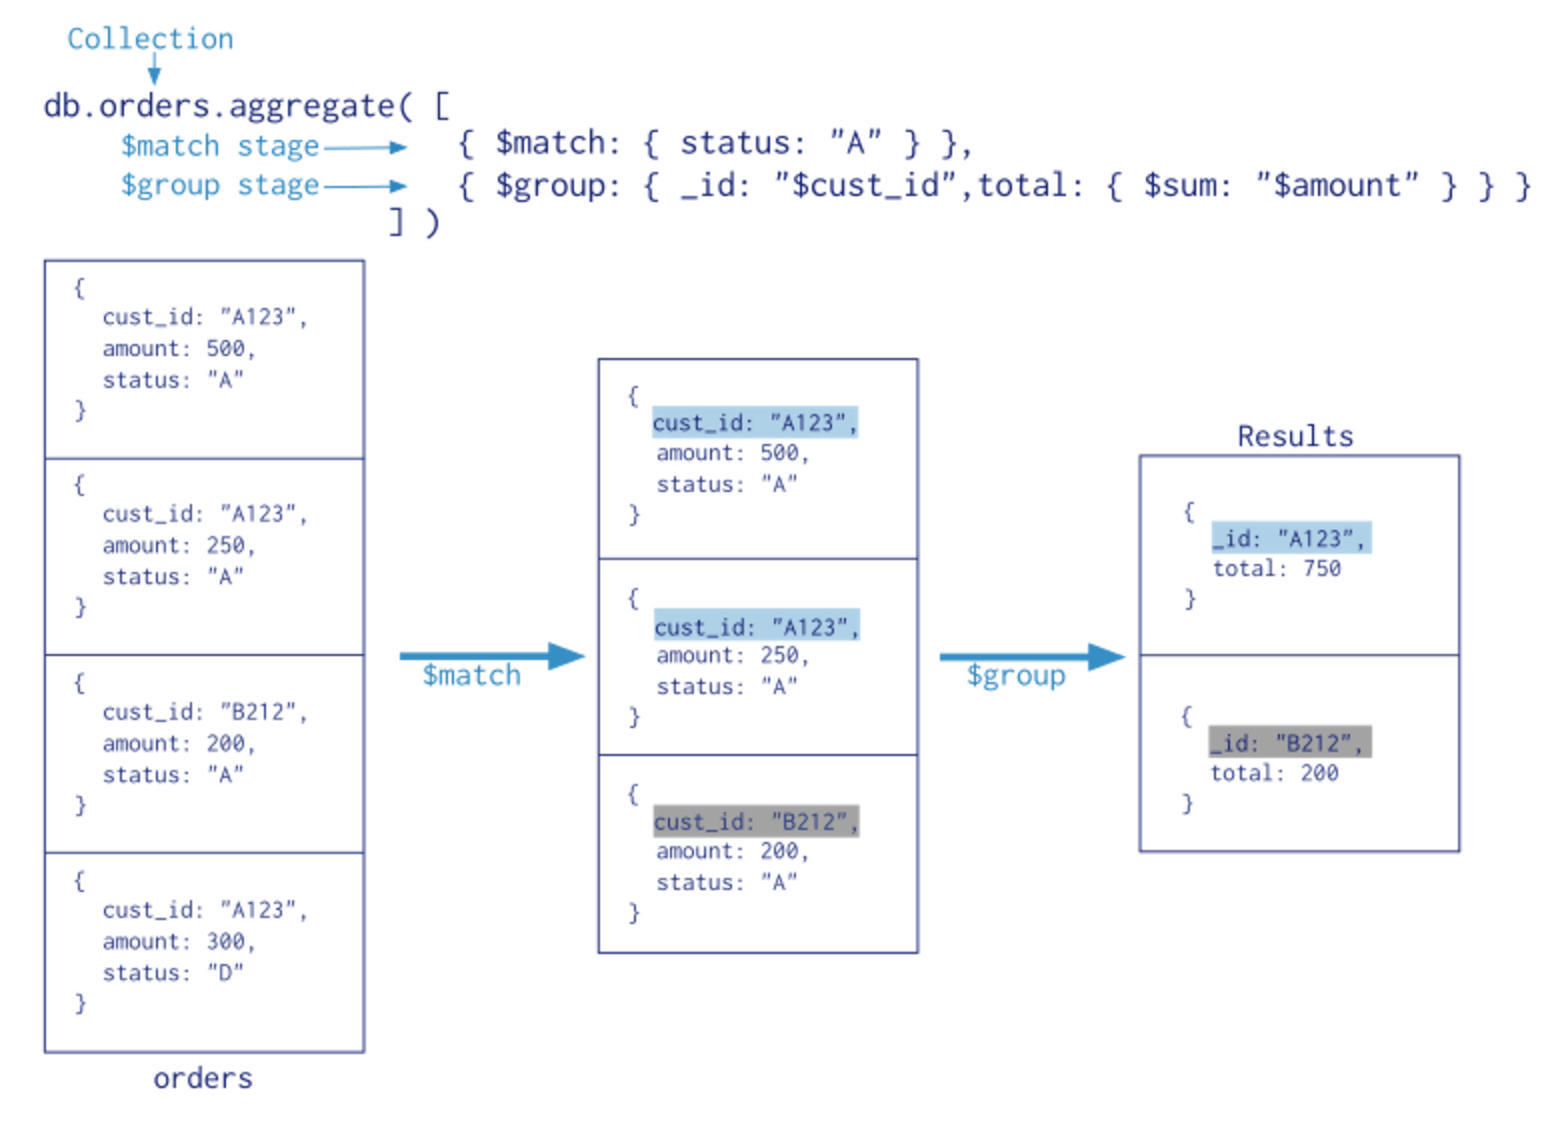 Collection
db.orders.aggregate( [
$match stage
{ $match: { status: "A" } },
$group stage
{ $group: { _id: "$cust_id",total: { $sum: "$amount" } } }
] )
{
cust_id: "A123",
amount: 500,
status: "A"
}
{
cust_id: "A123",
amount: 250,
status: "A"
}
{
cust_id: "B212",
amount: 200,
status: "A"
}
{
cust_id: "A123",
amount: 300,
status: "D"
}
orders
$match
{
cust_id: "A123",
amount: 500,
status: "A"
}
{
cust_id: "A123",
amount: 250,
status: "A"
}
{
cust_id: "B212",
amount: 200,
status: "A"
}
$group
Results
{
_id: "A123",
total: 750
}
{
_id: "B212",
total: 200
}